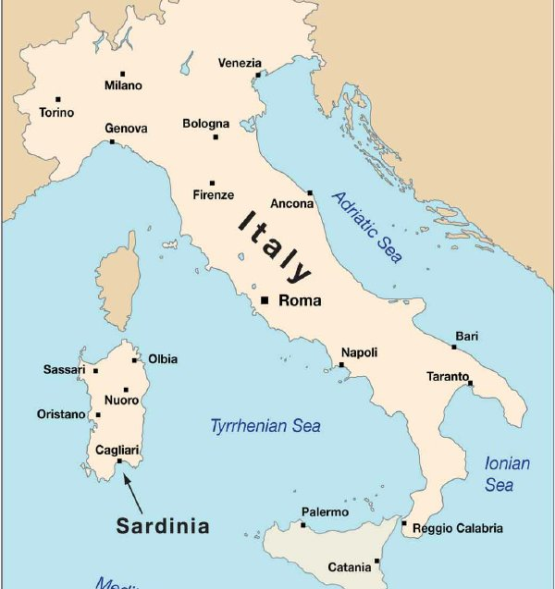 Venezia
Milano
Torino
Bologna
Genova
Firenze
Ancona
Adriatic Sea
Italy
Roma
Bari
Napoli
Olbia
Sassari
Taranto
Nuoro
Oristano
Tyrrhenian Sea
Cagliari
Ionian
Sea
Palermo
Sardinia
Reggio Calabria
Catania